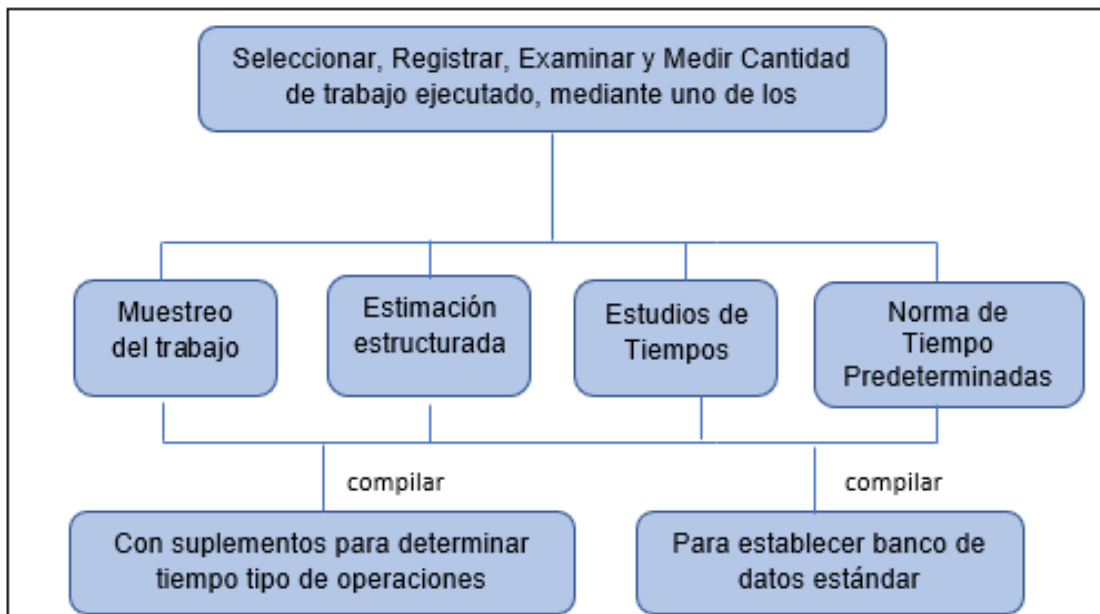 Seleccionar, Registrar, Examinar y Medir Cantidad
de trabajo ejecutado, mediante uno de los
Muestreo
del trabajo
Estimación
estructurada
Estudios de
Tiempos
Norma de
Tiempo
Predeterminadas
compilar
compilar
Con suplementos para determinar
tiempo tipo de operaciones
Para establecer banco de
datos estándar